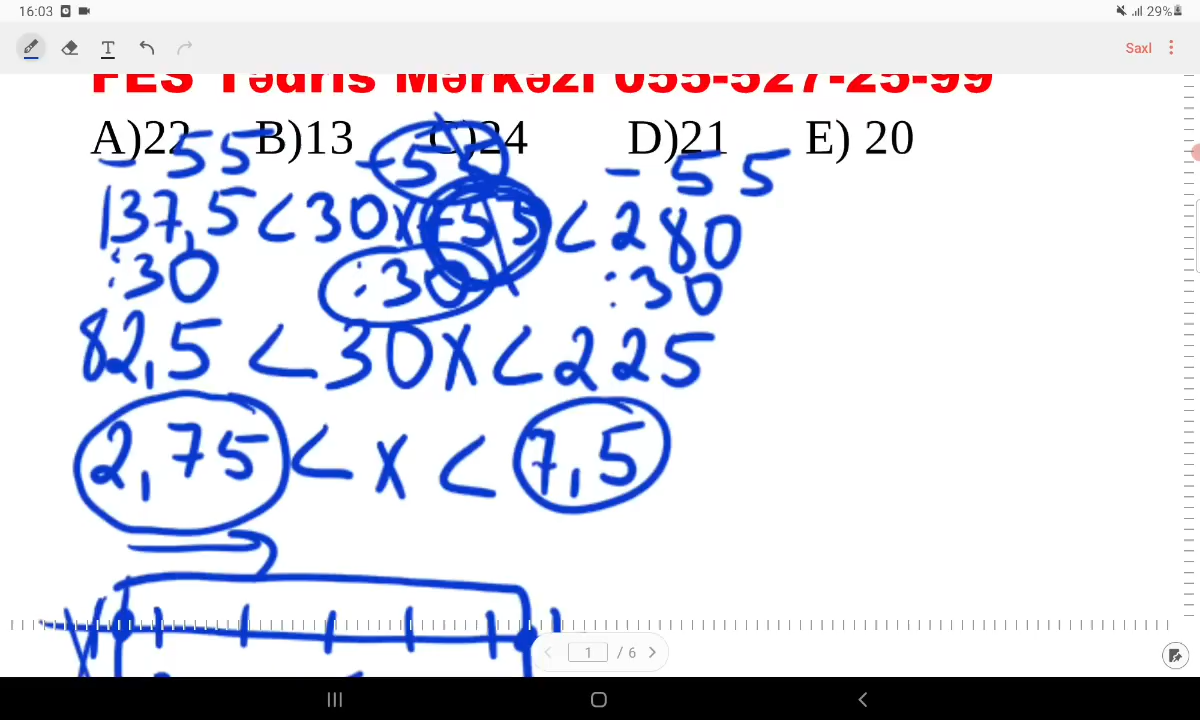 16:03 29%
T Saxl
FES Tədris Mərkəzi 055-527-25-99
A)22 B)13 C)24 D)21 E) 20
- 55 - 55 - 55
137,5 < 30x + 55 < 280
:30 :30 :30
82,5 < 30x < 225
2,75 < x < 7,5
1 / 6